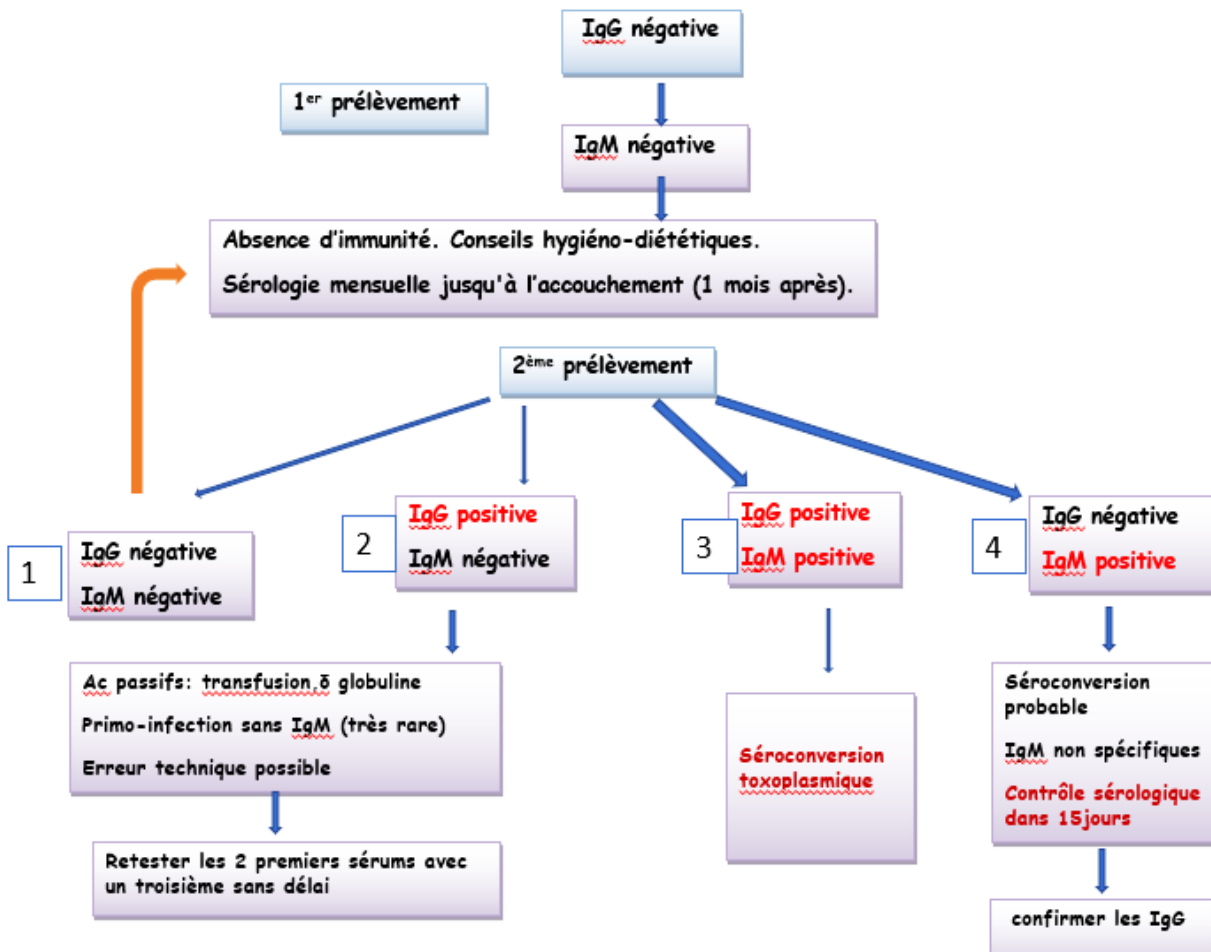 IgG négative
1er prélèvement
IgM négative
Absence d'immunité. Conseils hygiéno-diététiques.
Sérologie mensuelle jusqu'à l'accouchement (1 mois après).
2ème prélèvement
1
IgG négative
IgM négative
2
IgG positive
IgM négative
3
IgG positive
IgM positive
4
IgG négative
IgM positive
Ac passifs: transfusion,δ globuline
Primo-infection sans IgM (très rare)
Erreur technique possible
Retester les 2 premiers sérums avec
un troisième sans délai
Séroconversion
toxoplasmique
Séroconversion
probable
IgM non spécifiques
Contrôle sérologique
dans 15jours
confirmer les IgG